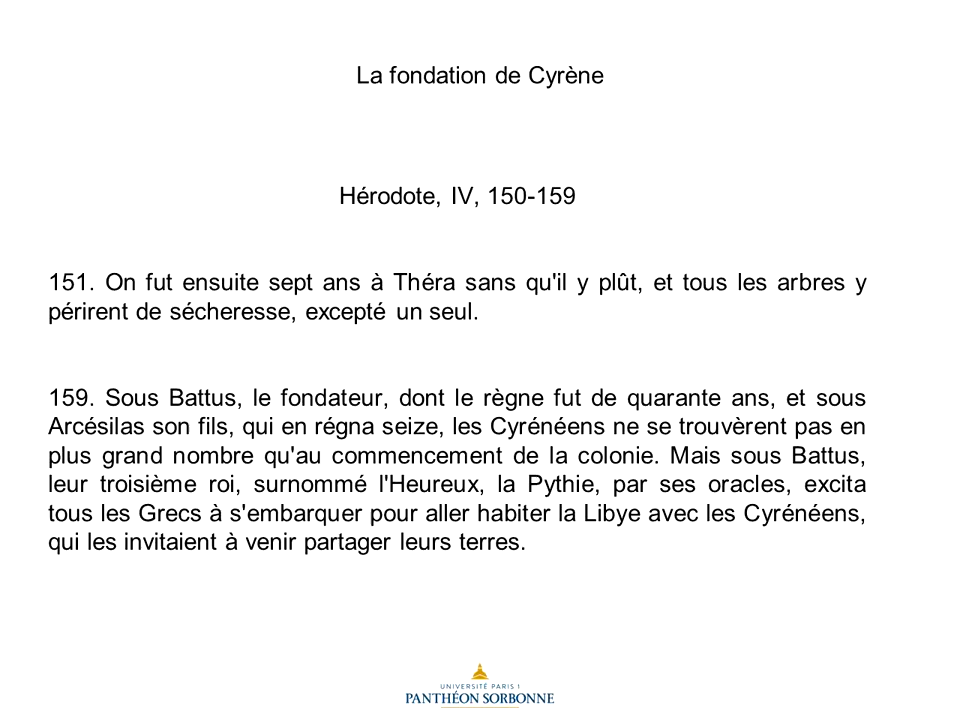 La fondation de Cyrène
Hérodote, IV, 150-159
151. On fut ensuite sept ans à Théra sans qu'il y plût, et tous les arbres y
périrent de sécheresse, excepté un seul.
159. Sous Battus, le fondateur, dont le règne fut de quarante ans, et sous
Arcésilas son fils, qui en régna seize, les Cyrénéens ne se trouvèrent pas en
plus grand nombre qu'au commencement de la colonie. Mais sous Battus,
leur troisième roi, surnommé l'Heureux, la Pythie, par ses oracles, excita
tous les Grecs à s'embarquer pour aller habiter la Libye avec les Cyrénéens,
qui les invitaient à venir partager leurs terres.
UNIVERSITÉ PARIS 1
PANTHÉON SORBONNE